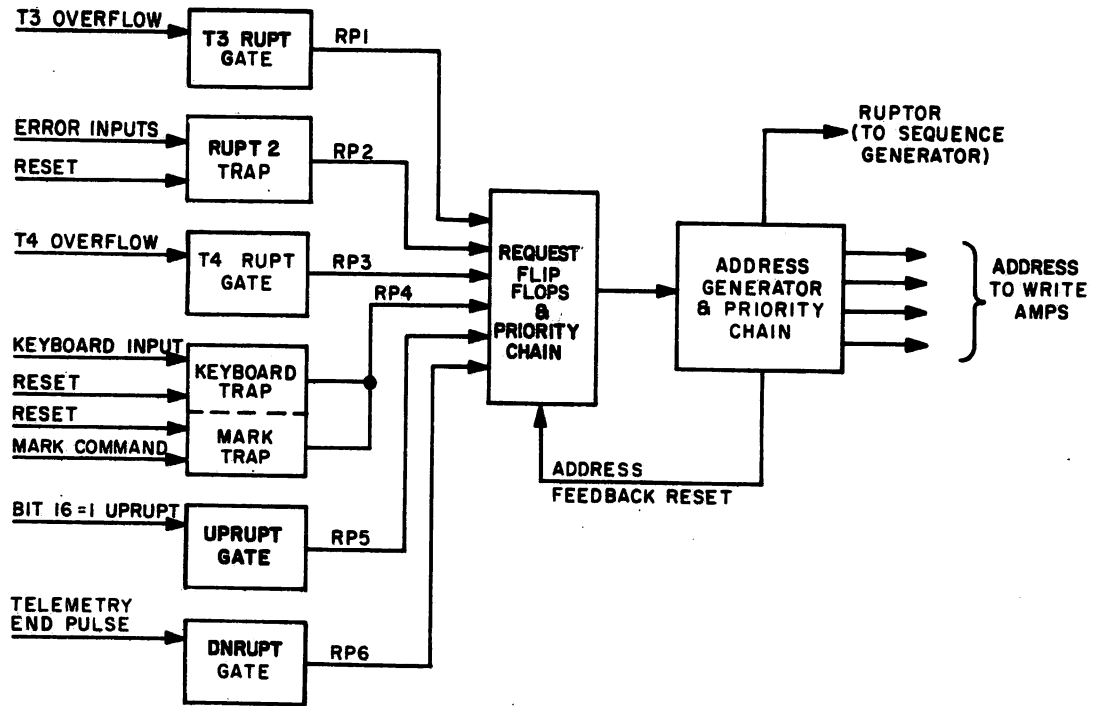 T3 OVERFLOW
T3 RUPT
GATE
RP1
ERROR INPUTS
RESET
RUPT 2
TRAP
RP2
T4 OVERFLOW
T4 RUPT
GATE
RP3
RP4
KEYBOARD INPUT
RESET
RESET
MARK COMMAND
KEYBOARD
TRAP
MARK
TRAP
BIT 16=1 UPRUPT
UPRUPT
GATE
RP5
TELEMETRY
END PULSE
DNRUPT
GATE
RP6
REQUEST
FLIP
FLOPS
&
PRIORITY
CHAIN
ADDRESS
GENERATOR
& PRIORITY
CHAIN
RUPTOR
(TO SEQUENCE
GENERATOR)
ADDRESS
TO WRITE
AMPS
ADDRESS
FEEDBACK RESET